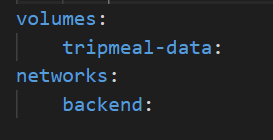 volumes:
    tripmeal-data:
networks:
    backend: